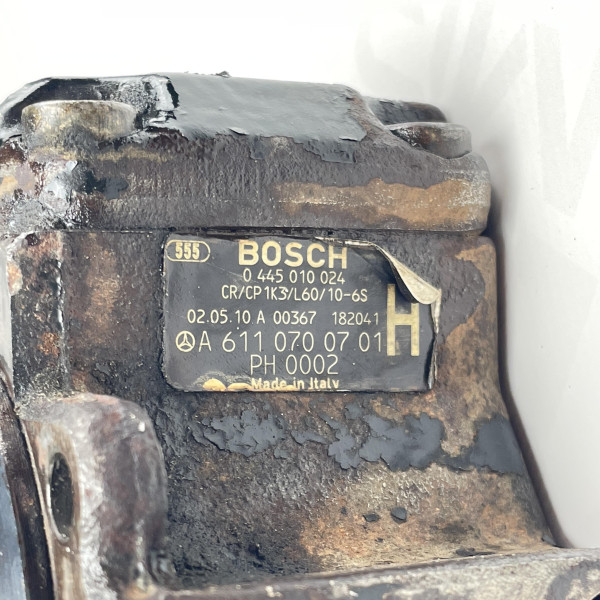 555 BOSCH
0 445 010 024
CR/CP1K3/L60/10-6S
02.05.10 A 00367 182041
H
A 611 070 07 01
PH 0002
Made in Italy